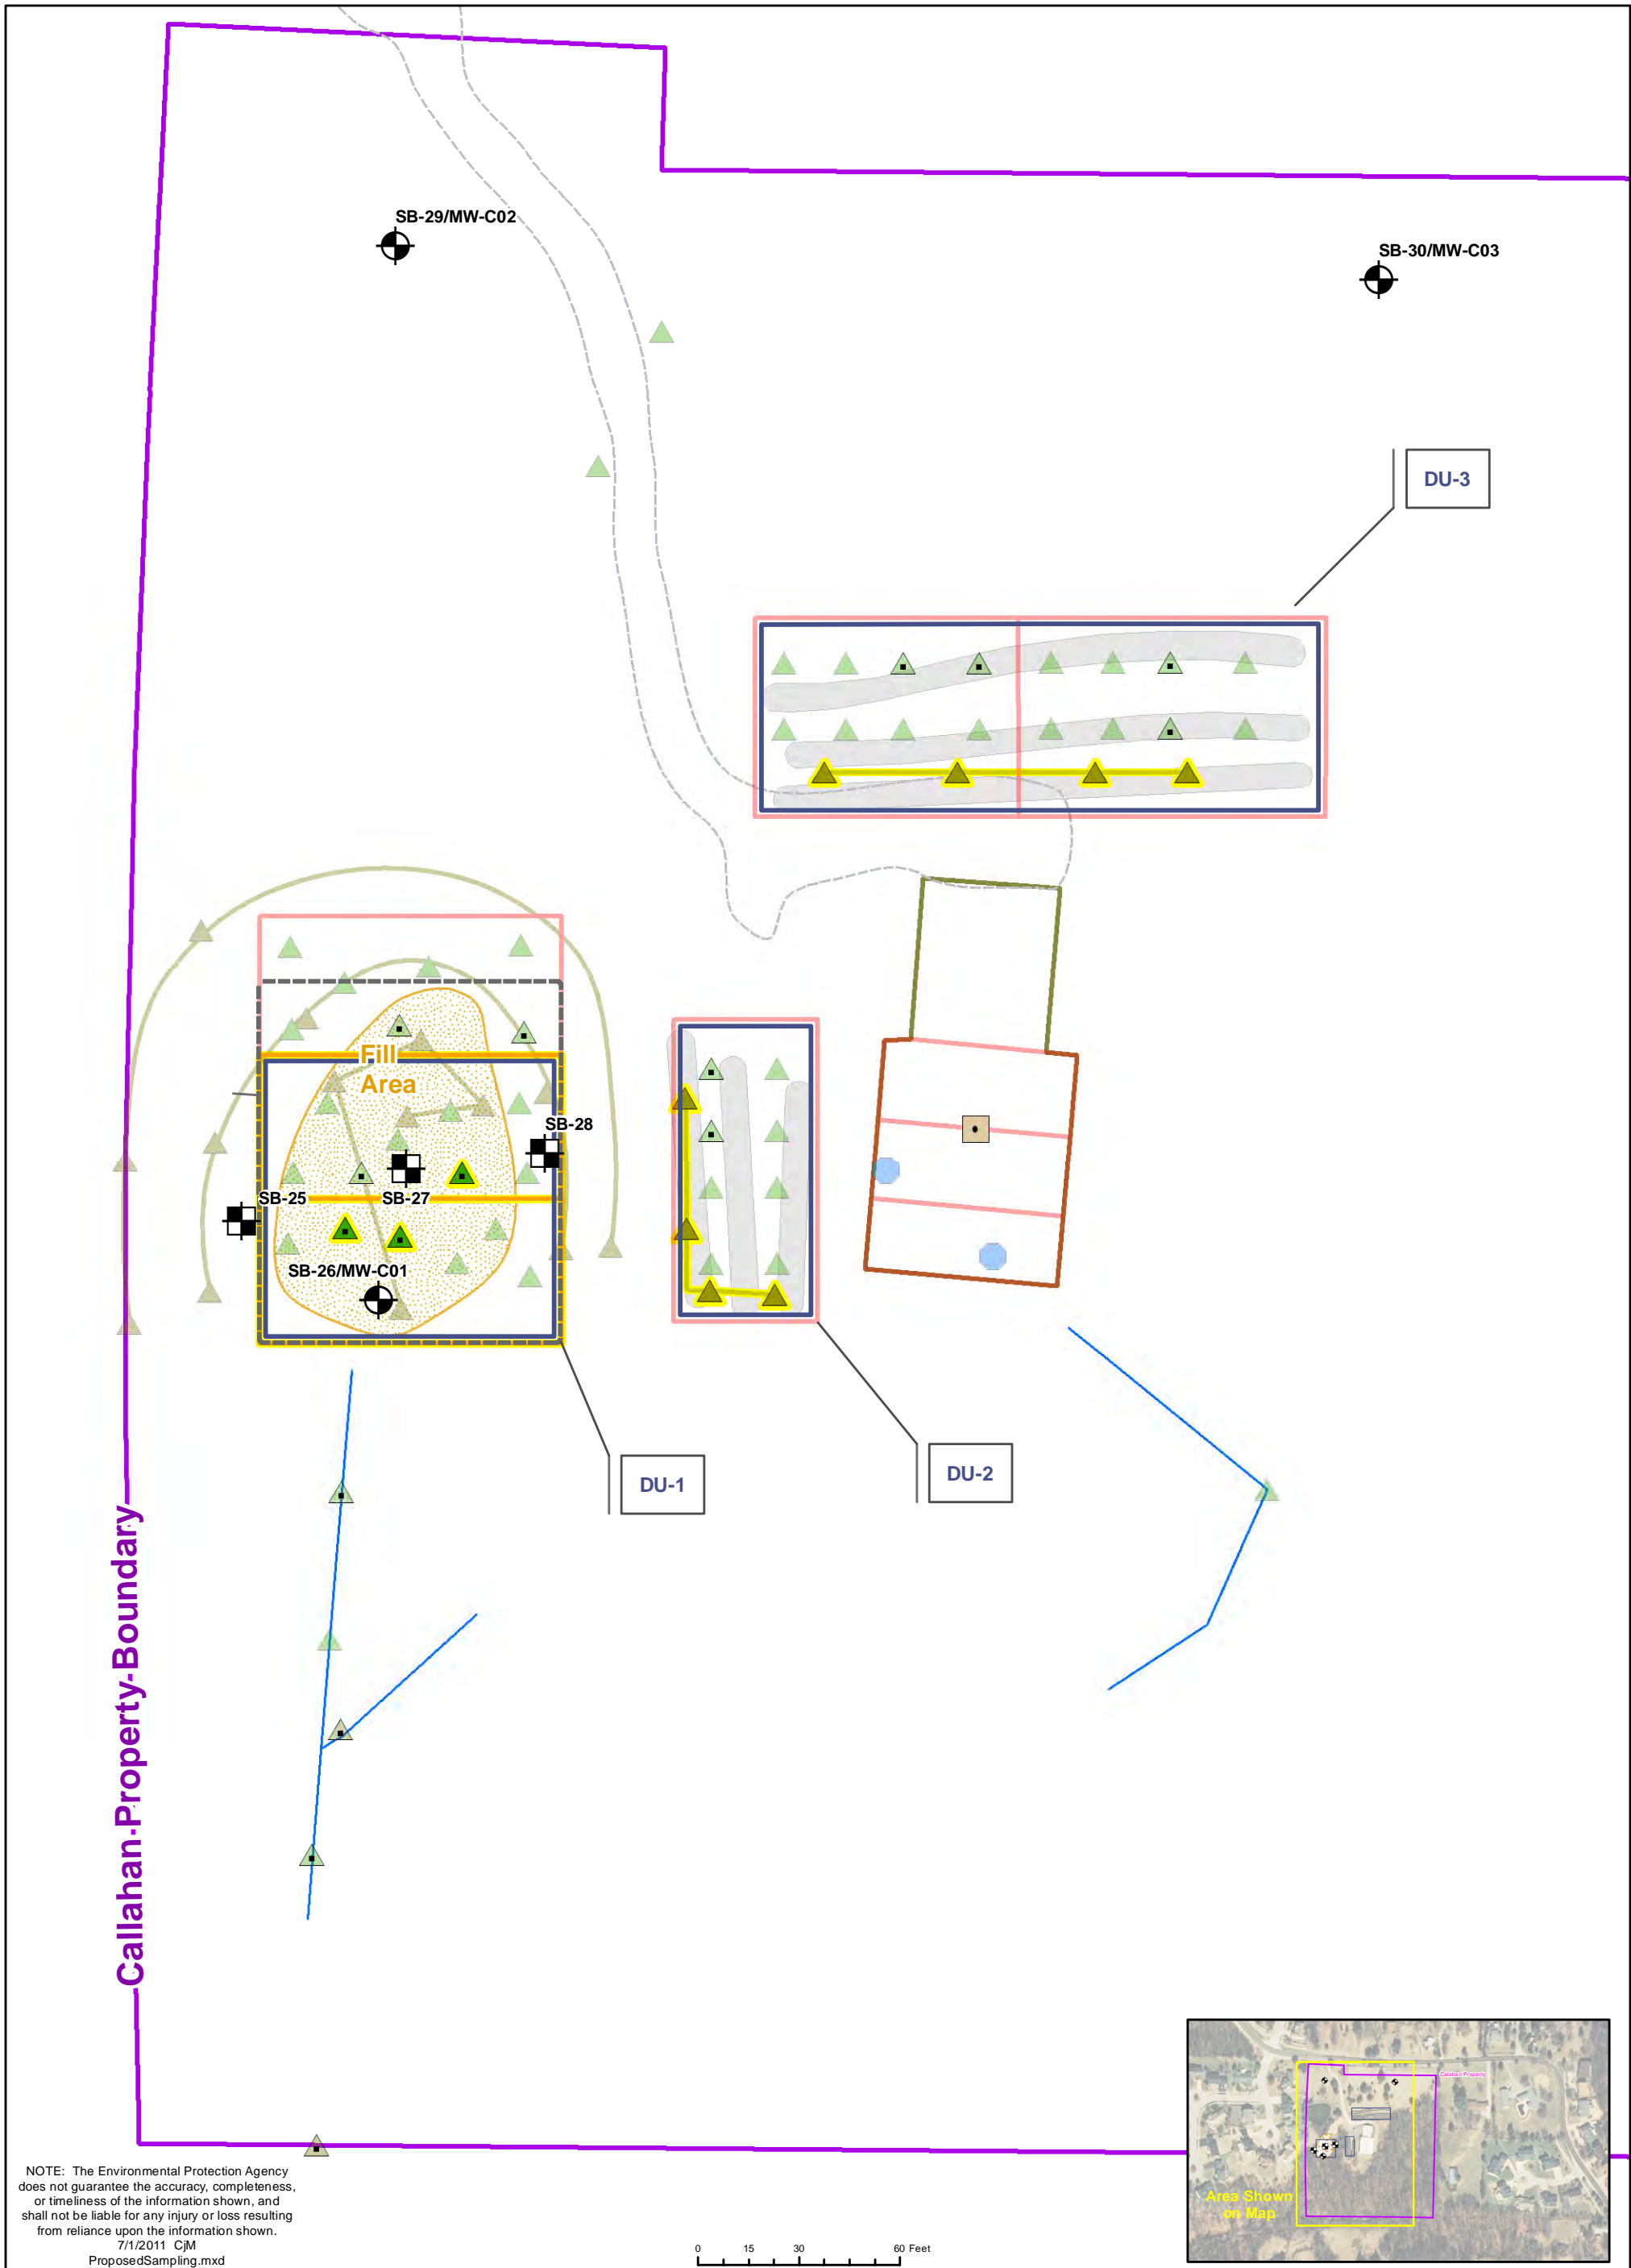 SB-29/MW-C02
SB-30/MW-C03
DU-3
Fill
Area
SB-28
SB-25
SB-27
SB-26/MW-C01
DU-1
DU-2
Callahan-Property-Boundary
Calahan Property
Area Shown
on Map
NOTE: The Environmental Protection Agency
does not guarantee the accuracy, completeness,
or timeliness of the information shown, and
shall not be liable for any injury or loss resulting
from reliance upon the information shown.
7/1/2011 CjM
ProposedSampling.mxd
0 15 30 60 Feet